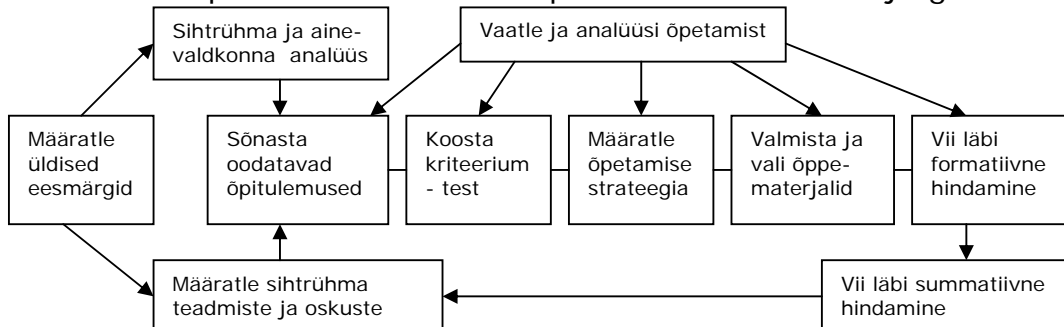 Sihtrühma ja aine-
valdkonna analüüs
Vaatle ja analüüsi õpetamist
Määratle
üldised
eesmärgid
Sõnasta
oodatavad
õpitulemused
Koosta
kriteerium
- test
Määratle
õpetamise
strateegia
Valmista ja
vali õppe-
materjalid
Vii läbi
formatiivne
hindamine
Määratle sihtrühma
teadmiste ja oskuste
Vii läbi summatiivne
hindamine